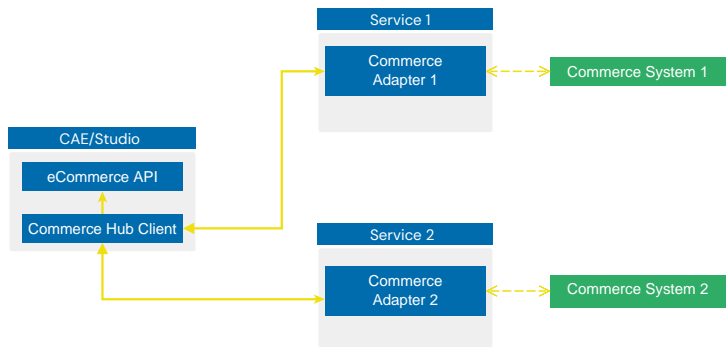 Service 1
Commerce
Adapter 1
Commerce System 1
CAE/Studio
eCommerce API
Commerce Hub Client
Service 2
Commerce
Adapter 2
Commerce System 2